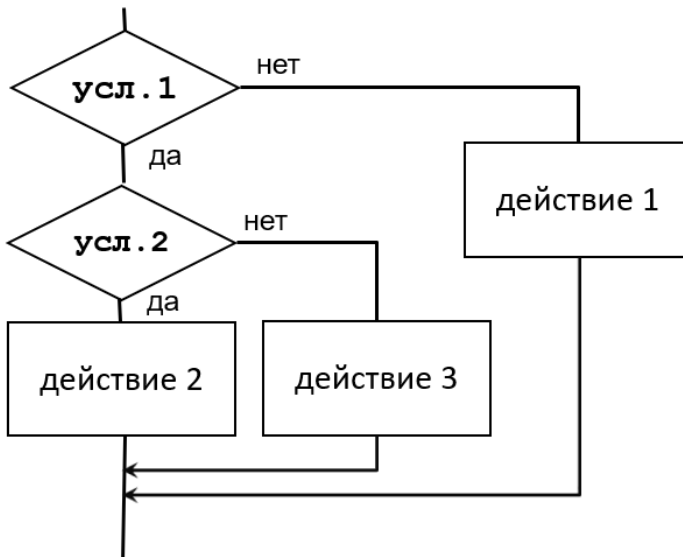 усл.1
нет
да
действие 1
усл.2
нет
да
действие 2
действие 3